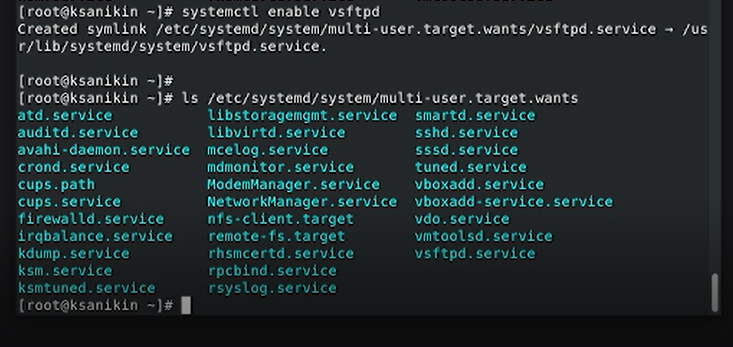 [root@ksanikin ~]# systemctl enable vsftpd
Created symlink /etc/systemd/system/multi-user.target.wants/vsftpd.service → /us
r/lib/systemd/system/vsftpd.service.
[root@ksanikin ~]#
[root@ksanikin ~]# ls /etc/systemd/system/multi-user.target.wants
atd.service libstoragemgmt.service smartd.service
auditd.service libvirtd.service sshd.service
avahi-daemon.service mcelog.service sssd.service
crond.service mdmonitor.service tuned.service
cups.path ModemManager.service vboxadd.service
cups.service NetworkManager.service vboxadd-service.service
firewalld.service nfs-client.target vdo.service
irqbalance.service remote-fs.target vmtoolsd.service
kdump.service rhsmcertd.service vsftpd.service
ksm.service rpcbind.service
ksmtuned.service rsyslog.service
[root@ksanikin ~]#